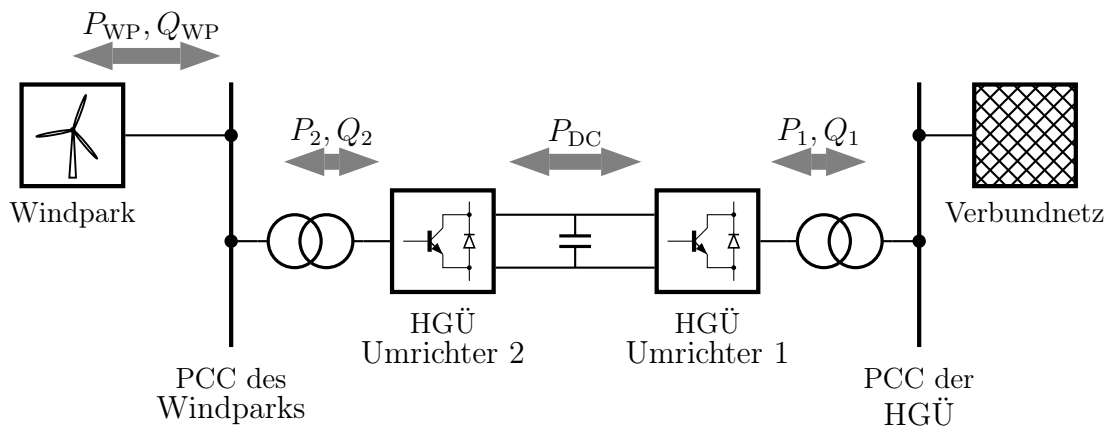 P_WP, Q_WP
P_2, Q_2
P_DC
P_1, Q_1
Windpark
Verbundnetz
HGÜ
Umrichter 2
HGÜ
Umrichter 1
PCC des
Windparks
PCC der
HGÜ